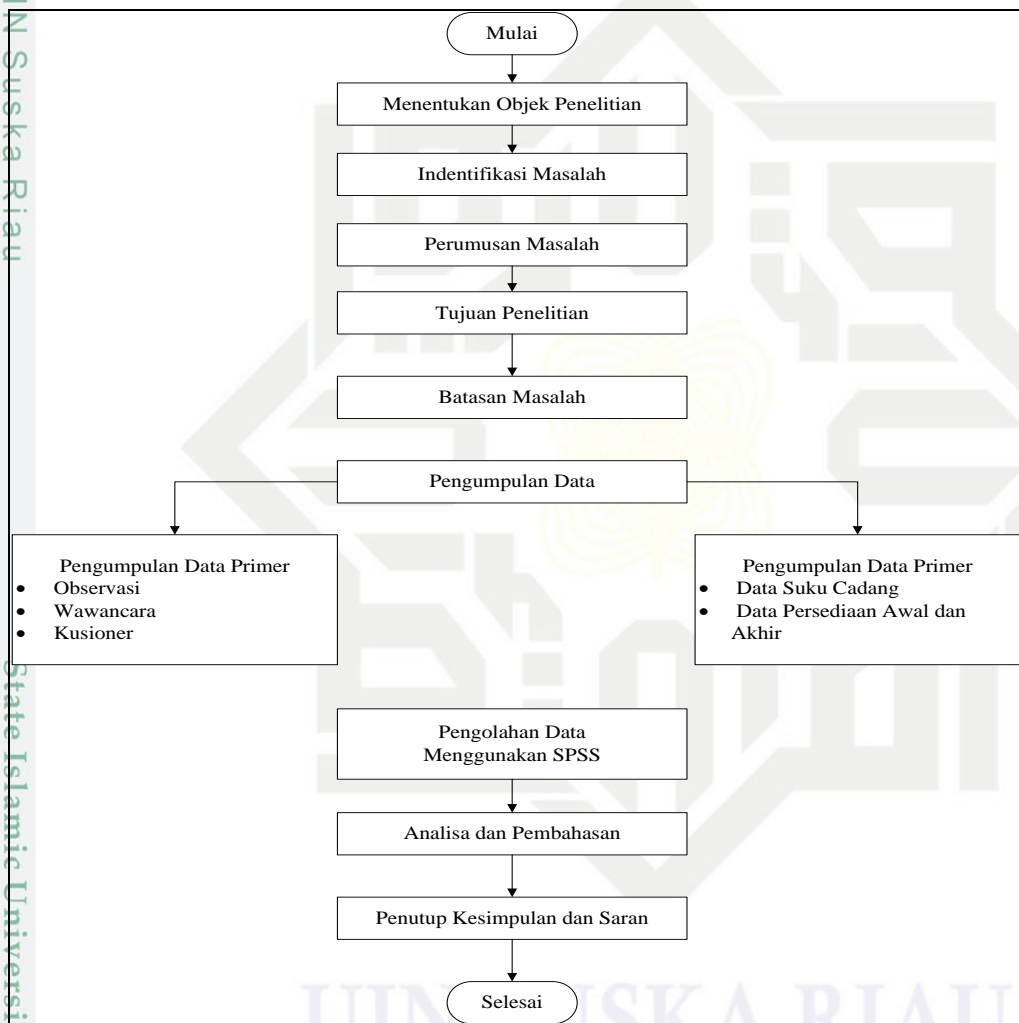 Mulai
Menentukan Objek Penelitian
Indentifikasi Masalah
Perumusan Masalah
Tujuan Penelitian
Batasan Masalah
Pengumpulan Data
Pengumpulan Data Primer
• Observasi
• Wawancara
• Kusioner
Pengumpulan Data Primer
• Data Suku Cadang
• Data Persediaan Awal dan
Akhir
Pengolahan Data
Menggunakan SPSS
Analisa dan Pembahasan
Penutup Kesimpulan dan Saran
Selesai
N Suska Riau
State Islamic Universi
UIN SUSKA RIAU